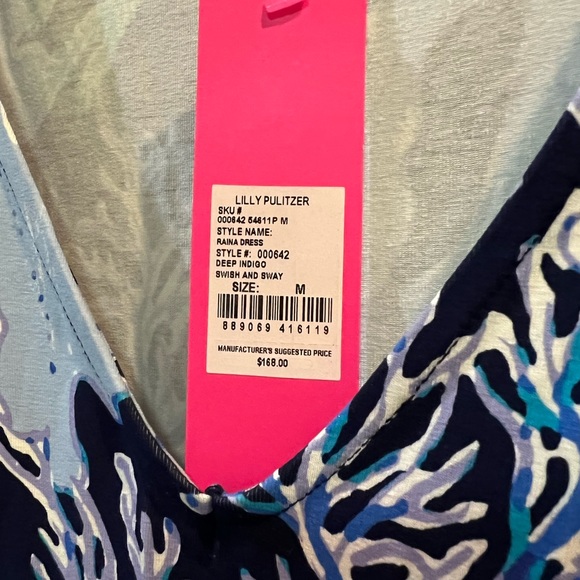 LILLY PULITZER
SKU #
000642 54611P M
STYLE NAME:
RAINA DRESS
STYLE #: 000642
DEEP INDIGO
SWISH AND SWAY
SIZE: M
889069 416119
MANUFACTURER'S SUGGESTED PRICE
$168.00